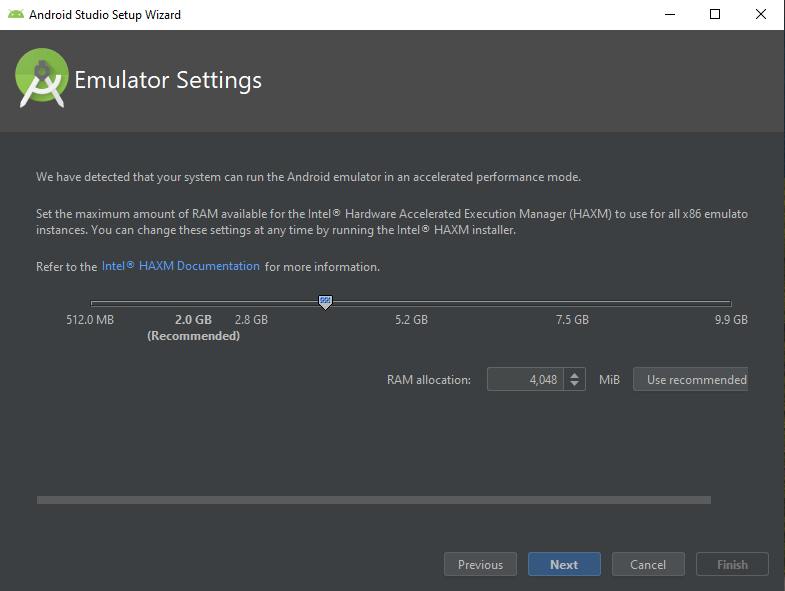 Android Studio Setup Wizard
Emulator Settings
We have detected that your system can run the Android emulator in an accelerated performance mode.
Set the maximum amount of RAM available for the Intel® Hardware Accelerated Execution Manager (HAXM) to use for all x86 emulato
instances. You can change these settings at any time by running the Intel® HAXM installer.
Refer to the Intel® HAXM Documentation for more information.
512.0 MB 2.0 GB 2.8 GB 5.2 GB 7.5 GB 9.9 GB
(Recommended)
RAM allocation: 4,048 MiB Use recommended
Previous Next Cancel Finish